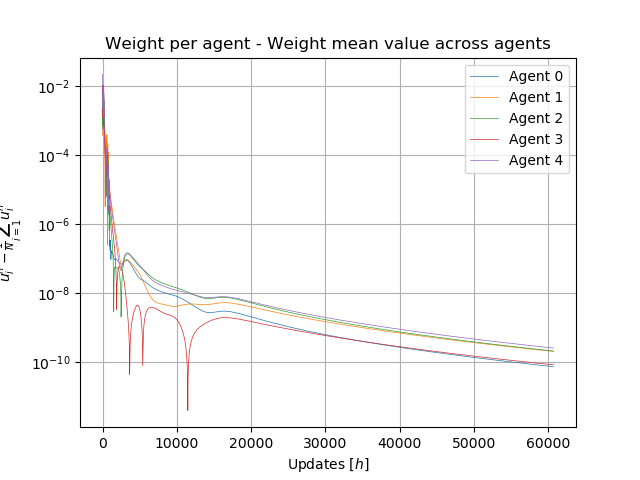 Weight per agent - Weight mean value across agents
Agent 0
Agent 1
Agent 2
Agent 3
Agent 4
10⁻²
10⁻⁴
10⁻⁶
10⁻⁸
10⁻¹⁰
0 10000 20000 30000 40000 50000 60000
Updates [h]